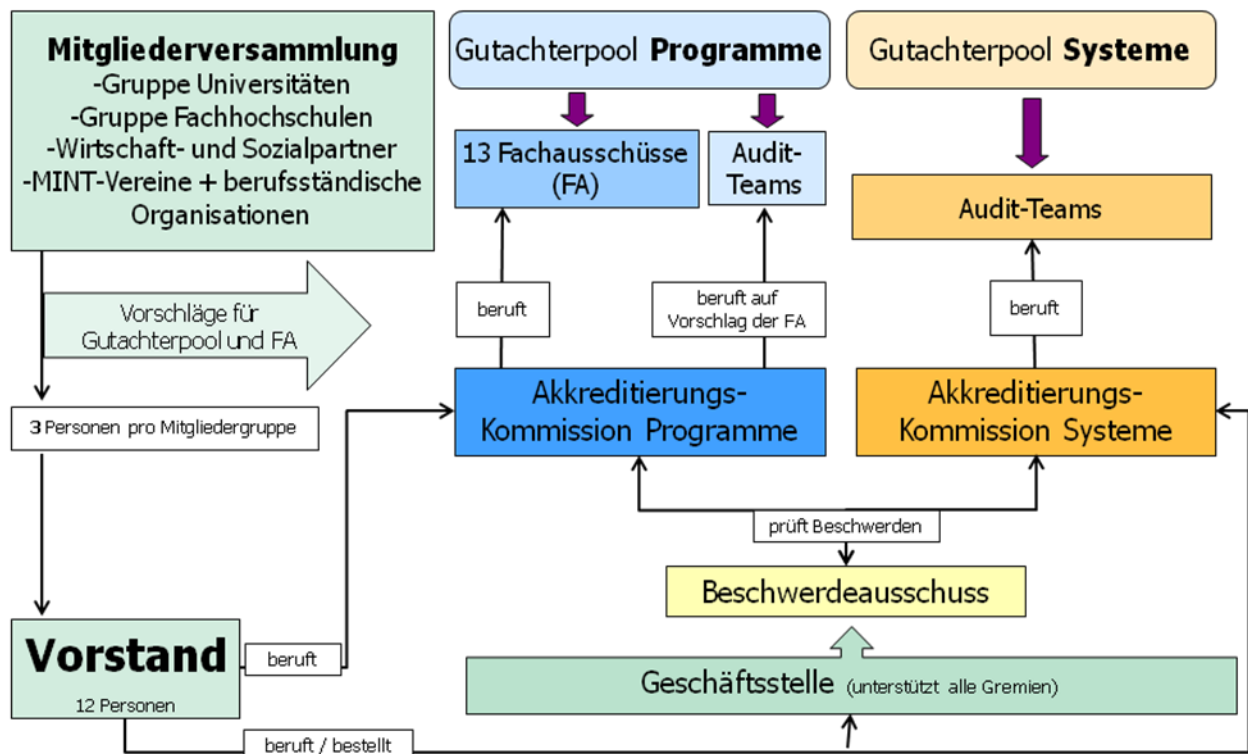 Mitgliederversammlung
-Gruppe Universitäten
-Gruppe Fachhochschulen
-Wirtschaft- und Sozialpartner
-MINT-Vereine + berufsständische
Organisationen
Gutachterpool Programme
Gutachterpool Systeme
13 Fachausschüsse
(FA)
Audit-
Teams
Audit-Teams
Vorschläge für
Gutachterpool und FA
beruft
beruft auf
Vorschlag der FA
beruft
3 Personen pro Mitgliedergruppe
Akkreditierungs-
Kommission Programme
Akkreditierungs-
Kommission Systeme
prüft Beschwerden
Beschwerdeausschuss
Vorstand
12 Personen
beruft
Geschäftsstelle (unterstützt alle Gremien)
beruft / bestellt